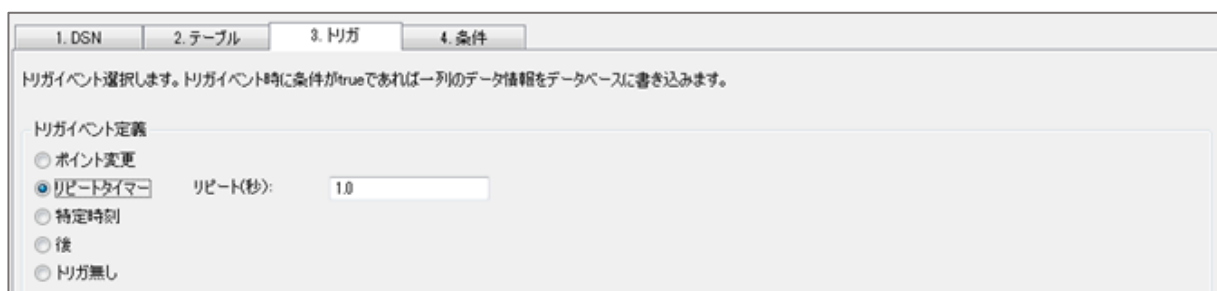 1. DSN 2. テーブル 3. トリガ 4. 条件
トリガイベント選択します。トリガイベント時に条件がtrueであれば一列のデータ情報をデータベースに書き込みます。
トリガイベント定義
ポイント変更
リピートタイマー リピート(秒): 1.0
特定時刻
後
トリガ無し